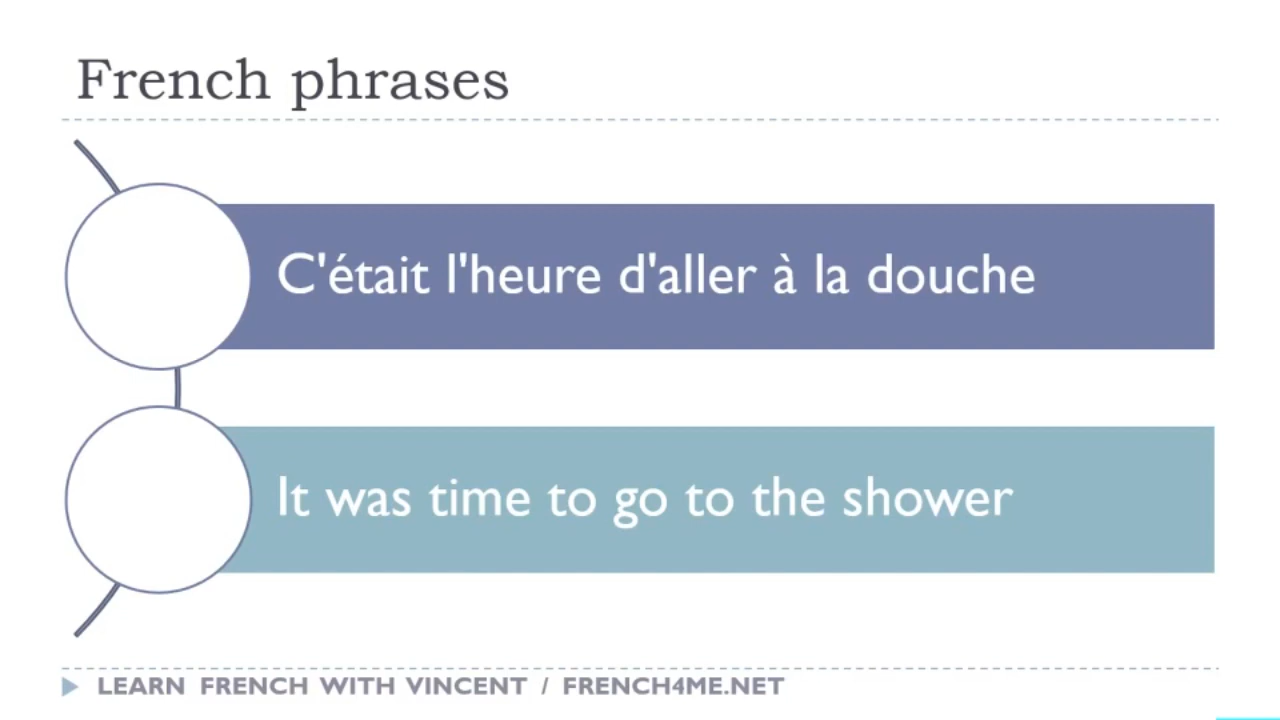 French phrases
C'était l'heure d'aller à la douche
It was time to go to the shower
LEARN FRENCH WITH VINCENT / FRENCH4ME.NET